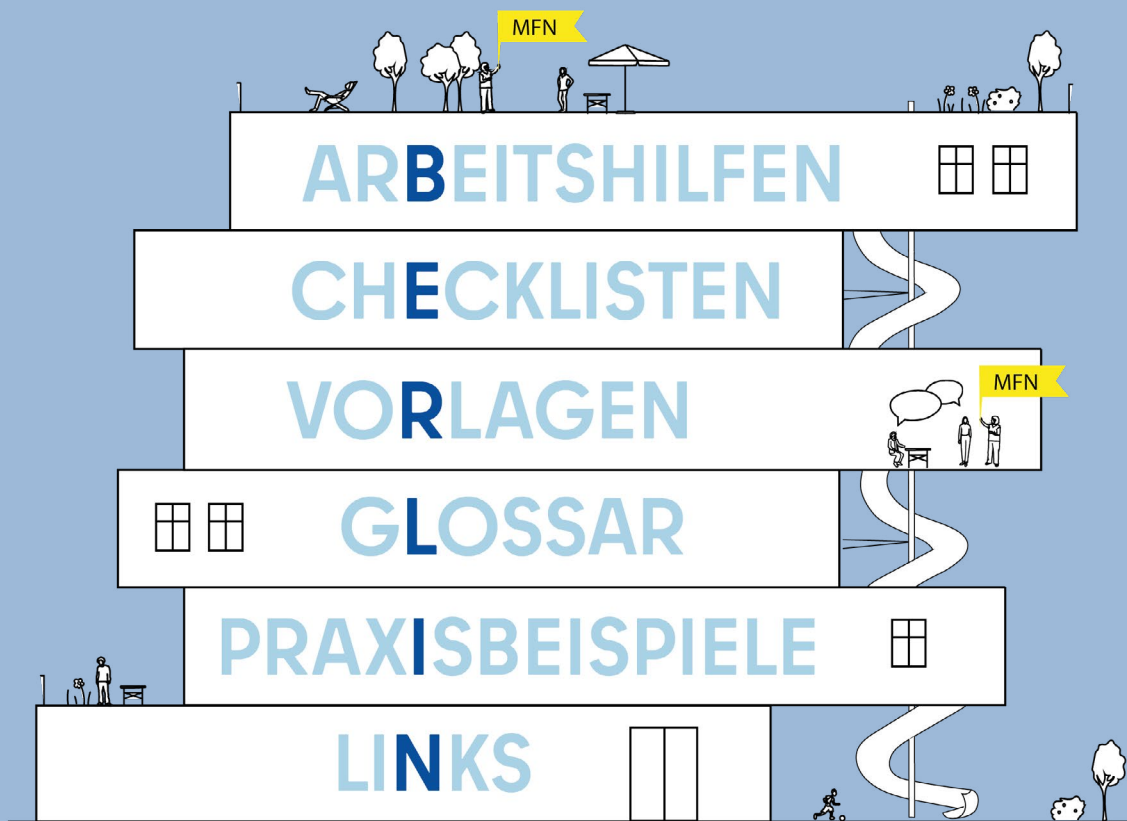 MFN
ARBEITSHILFEN
CHECKLISTEN
VORLAGEN
MFN
GLOSSAR
PRAXISBEISPIELE
LINKS